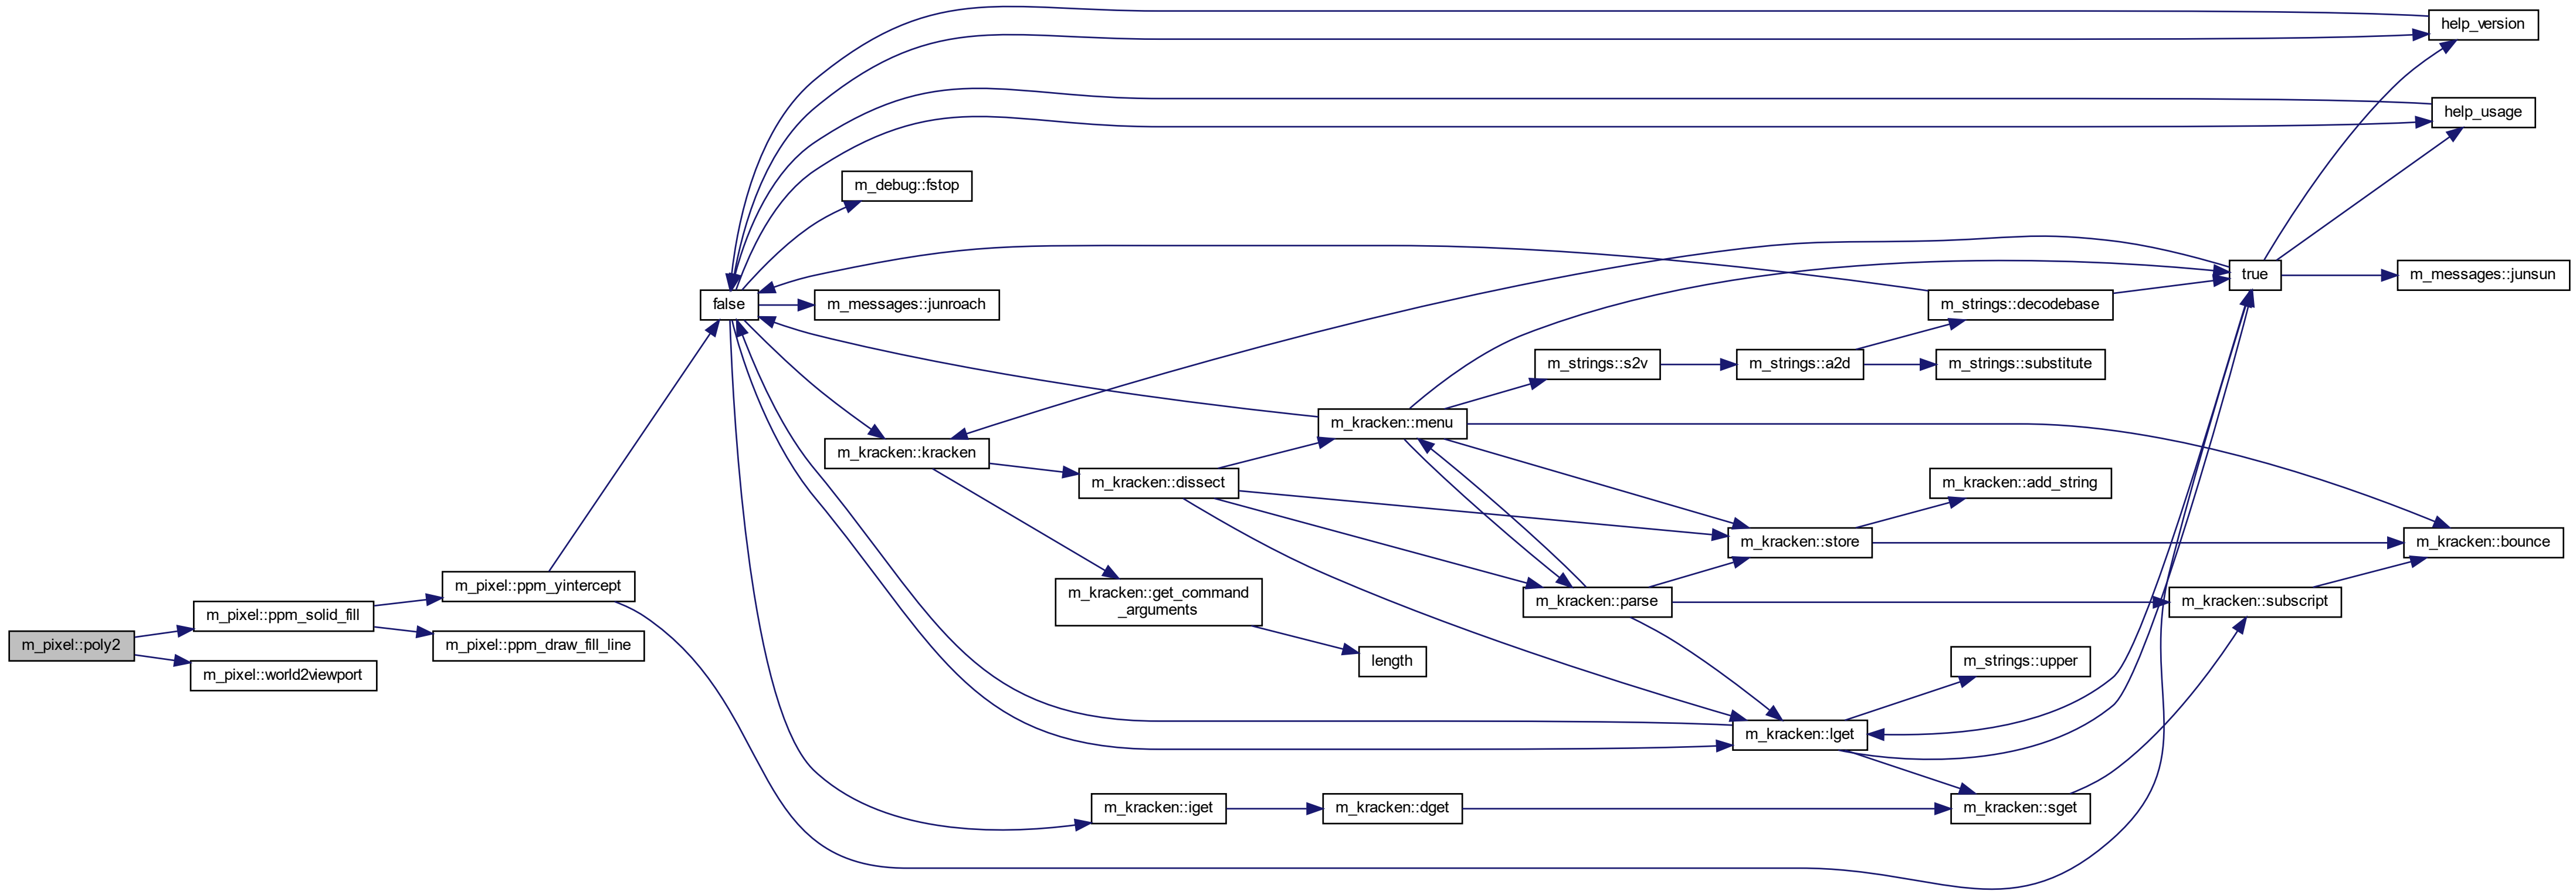 help_version
help_usage
m_debug::fstop
true
m_messages::junsun
false
m_messages::junroach
m_strings::decodebase
m_strings::s2v
m_strings::a2d
m_strings::substitute
m_kracken::menu
m_kracken::kracken
m_kracken::dissect
m_kracken::add_string
m_kracken::store
m_kracken::bounce
m_pixel::ppm_yintercept
m_kracken::get_command
_arguments
m_kracken::parse
m_kracken::subscript
m_pixel::ppm_solid_fill
m_pixel::poly2
m_pixel::ppm_draw_fill_line
length
m_strings::upper
m_pixel::world2viewport
m_kracken::lget
m_kracken::iget
m_kracken::dget
m_kracken::sget